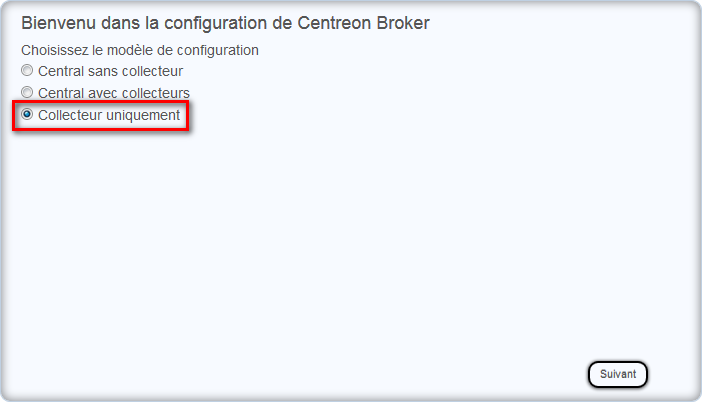 Bienvenu dans la configuration de Centreon Broker
Choisissez le modèle de configuration
Central sans collecteur
Central avec collecteurs
Collecteur uniquement
Suivant